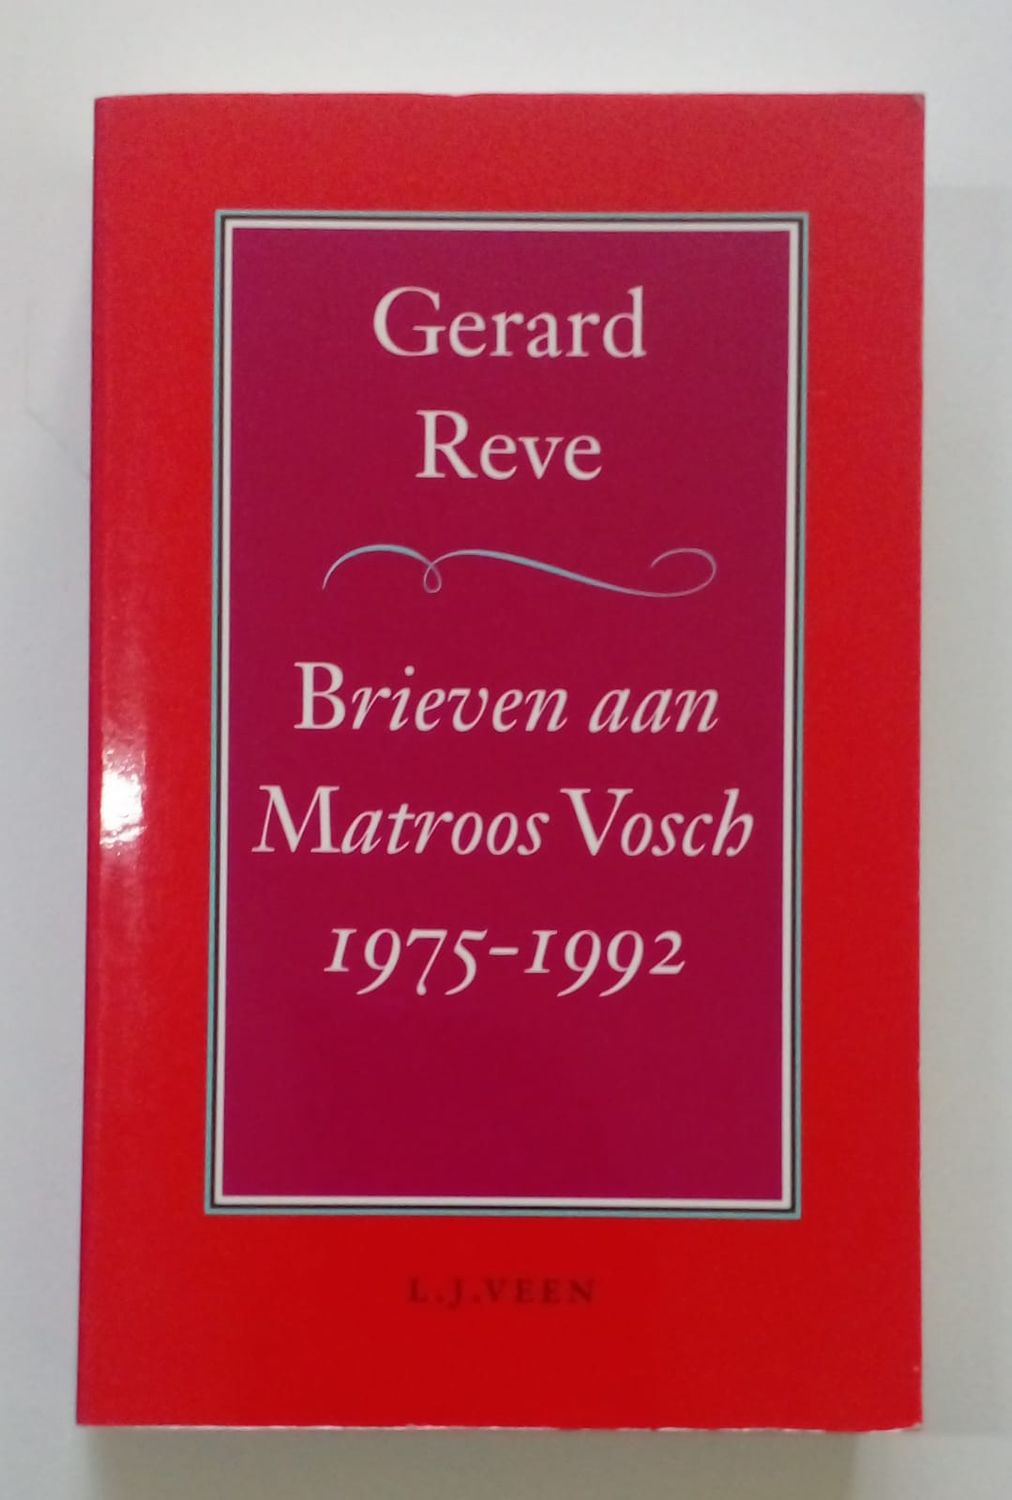 Gerard
Reve
Brieven aan
Matroos Vosch
1975-1992
L.J.VEEN